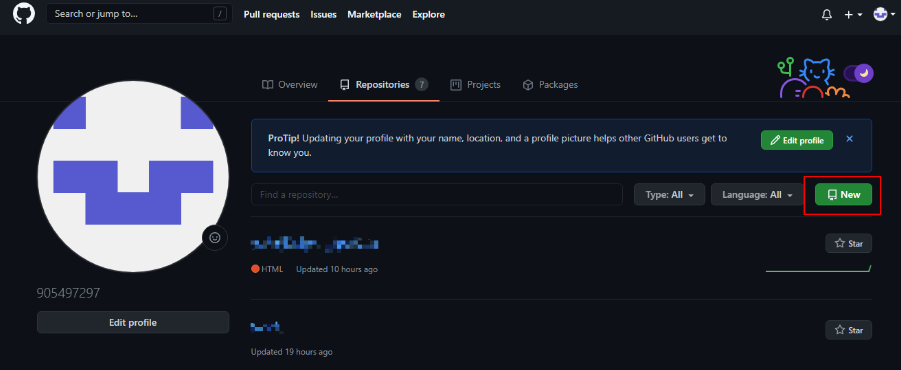 Search or jump to... /
Pull requests Issues Marketplace Explore
Overview Repositories 7 Projects Packages
ProTip! Updating your profile with your name, location, and a profile picture helps other GitHub users get to
know you.
Edit profile
Find a repository...
Type: All
Language: All
New
Star
HTML Updated 10 hours ago
905497297
Edit profile
Star
Updated 19 hours ago